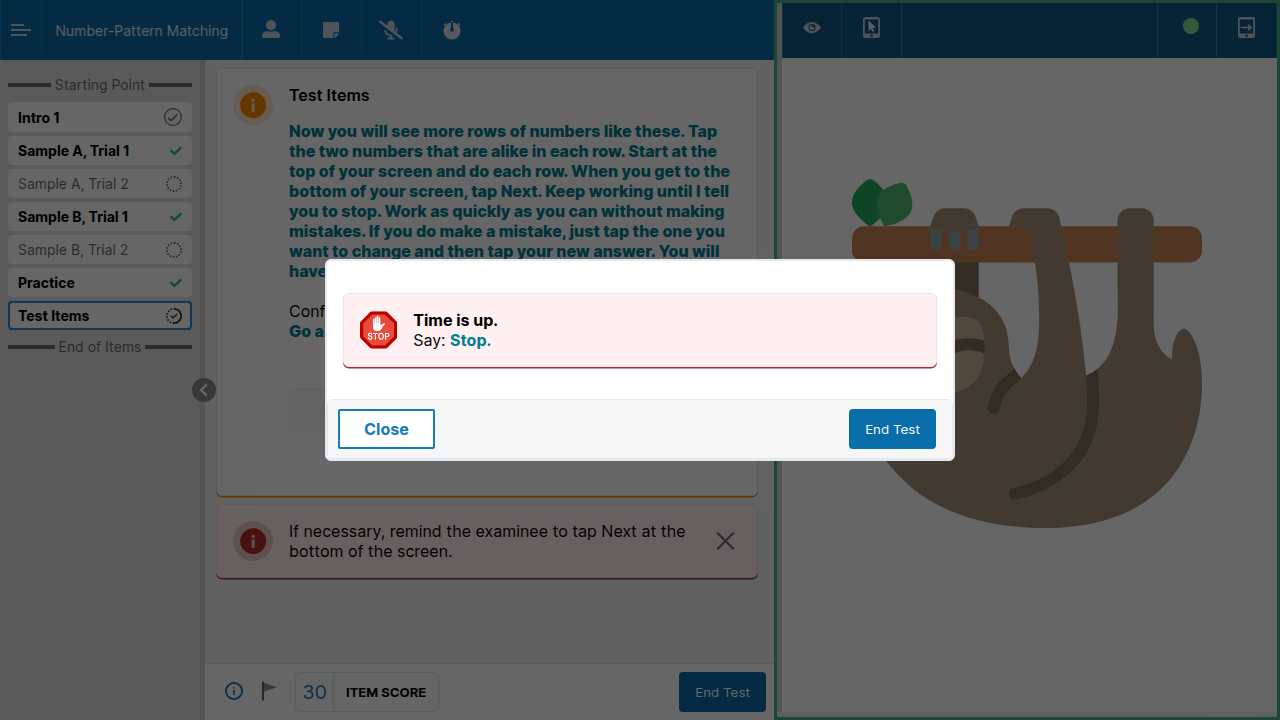 Number-Pattern Matching
Starting Point
Intro 1
Sample A, Trial 1
Sample A, Trial 2
Sample B, Trial 1
Sample B, Trial 2
Practice
Test Items
End of Items
Test Items
Now you will see more rows of numbers like these. Tap
the two numbers that are alike in each row. Start at the
top of your screen and do each row. When you get to the
bottom of your screen, tap Next. Keep working until I tell
you to stop. Work as quickly as you can without making
mistakes. If you do make a mistake, just tap the one you
want to change and then tap your new answer. You will
have
Go a
STOP
Time is up.
Say: Stop.
Close
End Test
If necessary, remind the examinee to tap Next at the
bottom of the screen.
30 ITEM SCORE
End Test